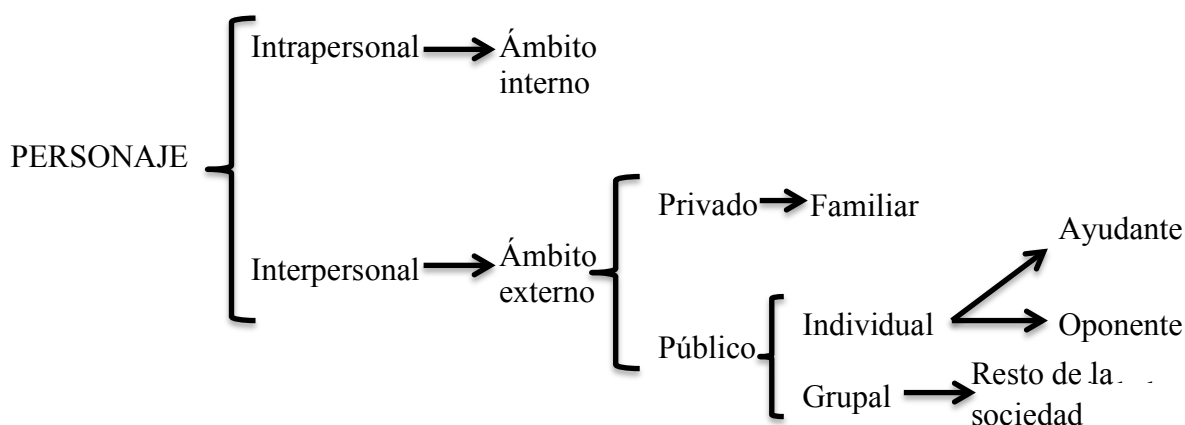 Intrapersonal
Ámbito
interno
PERSONAJE
Interpersonal
Ámbito
externo
Privado
Familiar
Público
Individual
Ayudante
Oponente
Grupal
Resto de la
sociedad